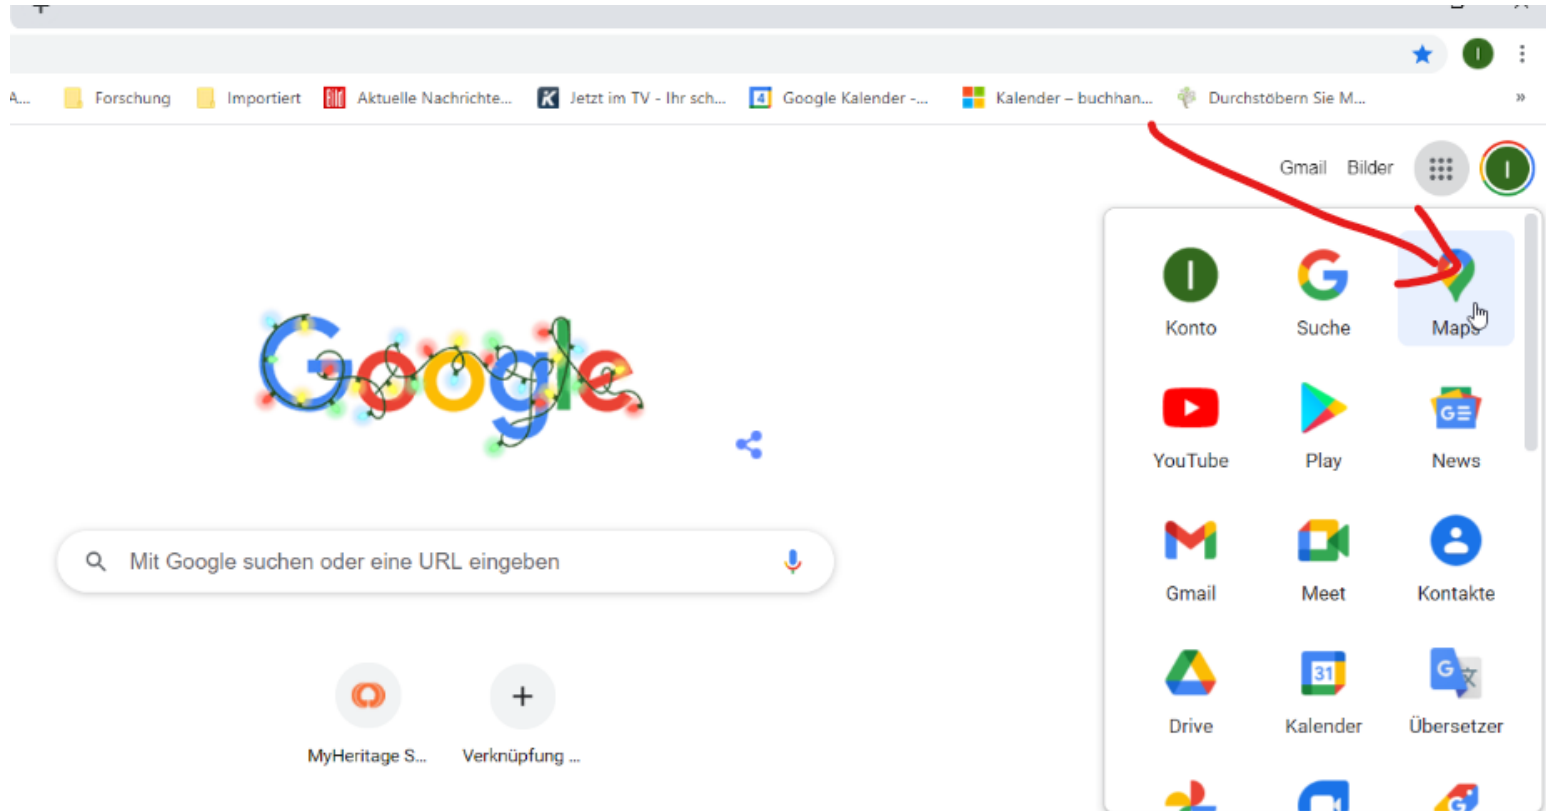 A...
Forschung
Importiert
Bild
Aktuelle Nachrichte...
K
Jetzt im TV - Ihr sch...
4
Google Kalender -...
Kalender – buchhan...
Durchstöbern Sie M...
»
I
Gmail
Bilder
I
Google
Mit Google suchen oder eine URL eingeben
MyHeritage S...
Verknüpfung ...
I
Konto
Suche
Maps
YouTube
Play
News
Gmail
Meet
Kontakte
31
Drive
Kalender
Übersetzer